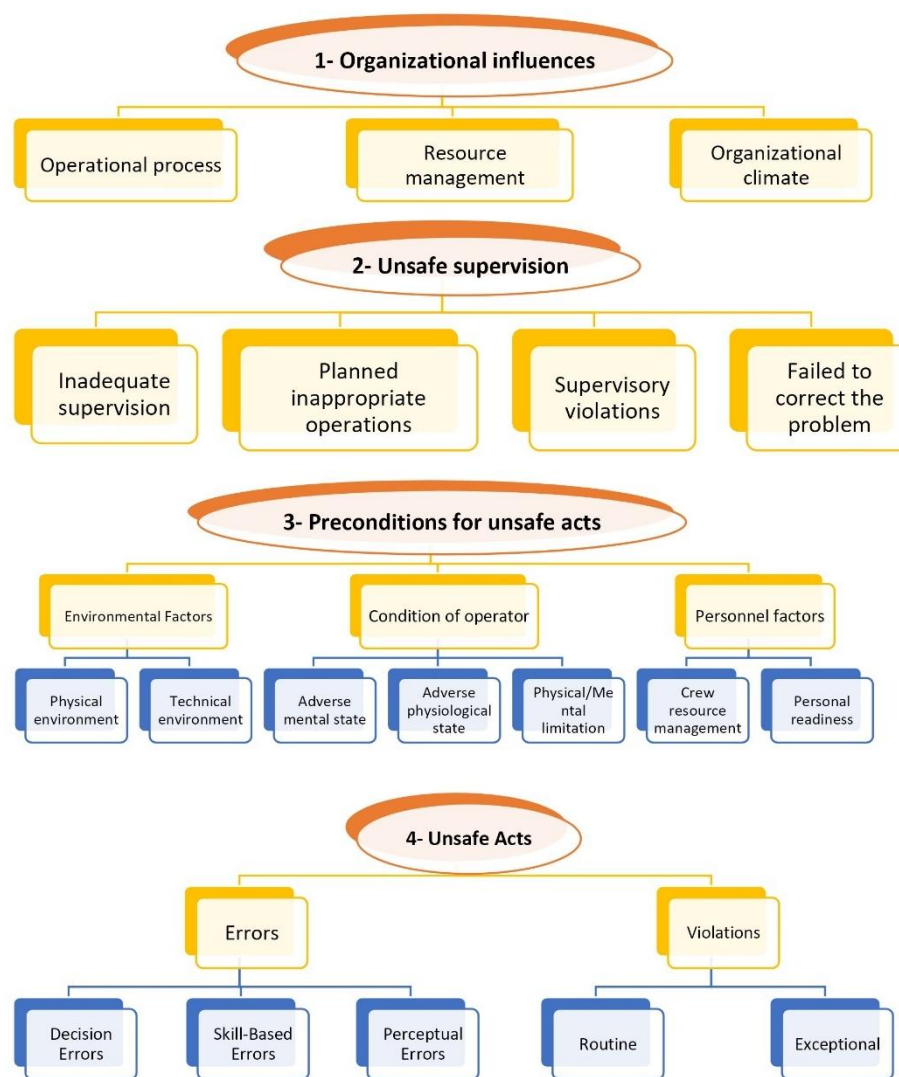 1- Organizational influences
Operational process
Resource
management
Organizational
climate
2- Unsafe supervision
Inadequate
supervision
Planned
inappropriate
operations
Supervisory
violations
Failed to
correct the
problem
3- Preconditions for unsafe acts
Environmental Factors
Condition of operator
Personnel factors
Physical
environment
Technical
environment
Adverse
mental state
Adverse
physiological
state
Physical/Me
ntal
limitation
Crew
resource
management
Personal
readiness
4- Unsafe Acts
Errors
Violations
Decision
Errors
Skill-Based
Errors
Perceptual
Errors
Routine
Exceptional